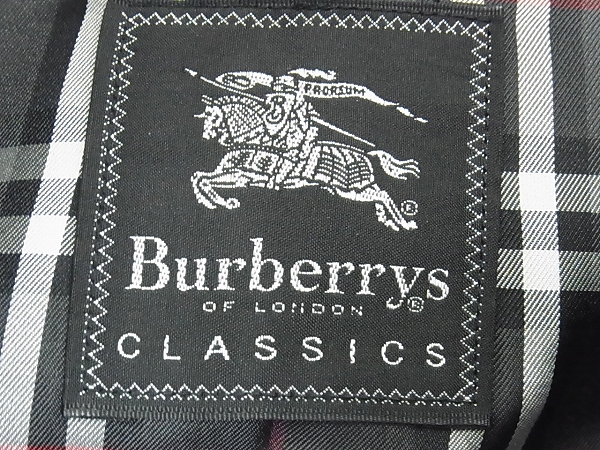 PRORSUM
B
®
Burberrys®
OF LONDON
CLASSICS